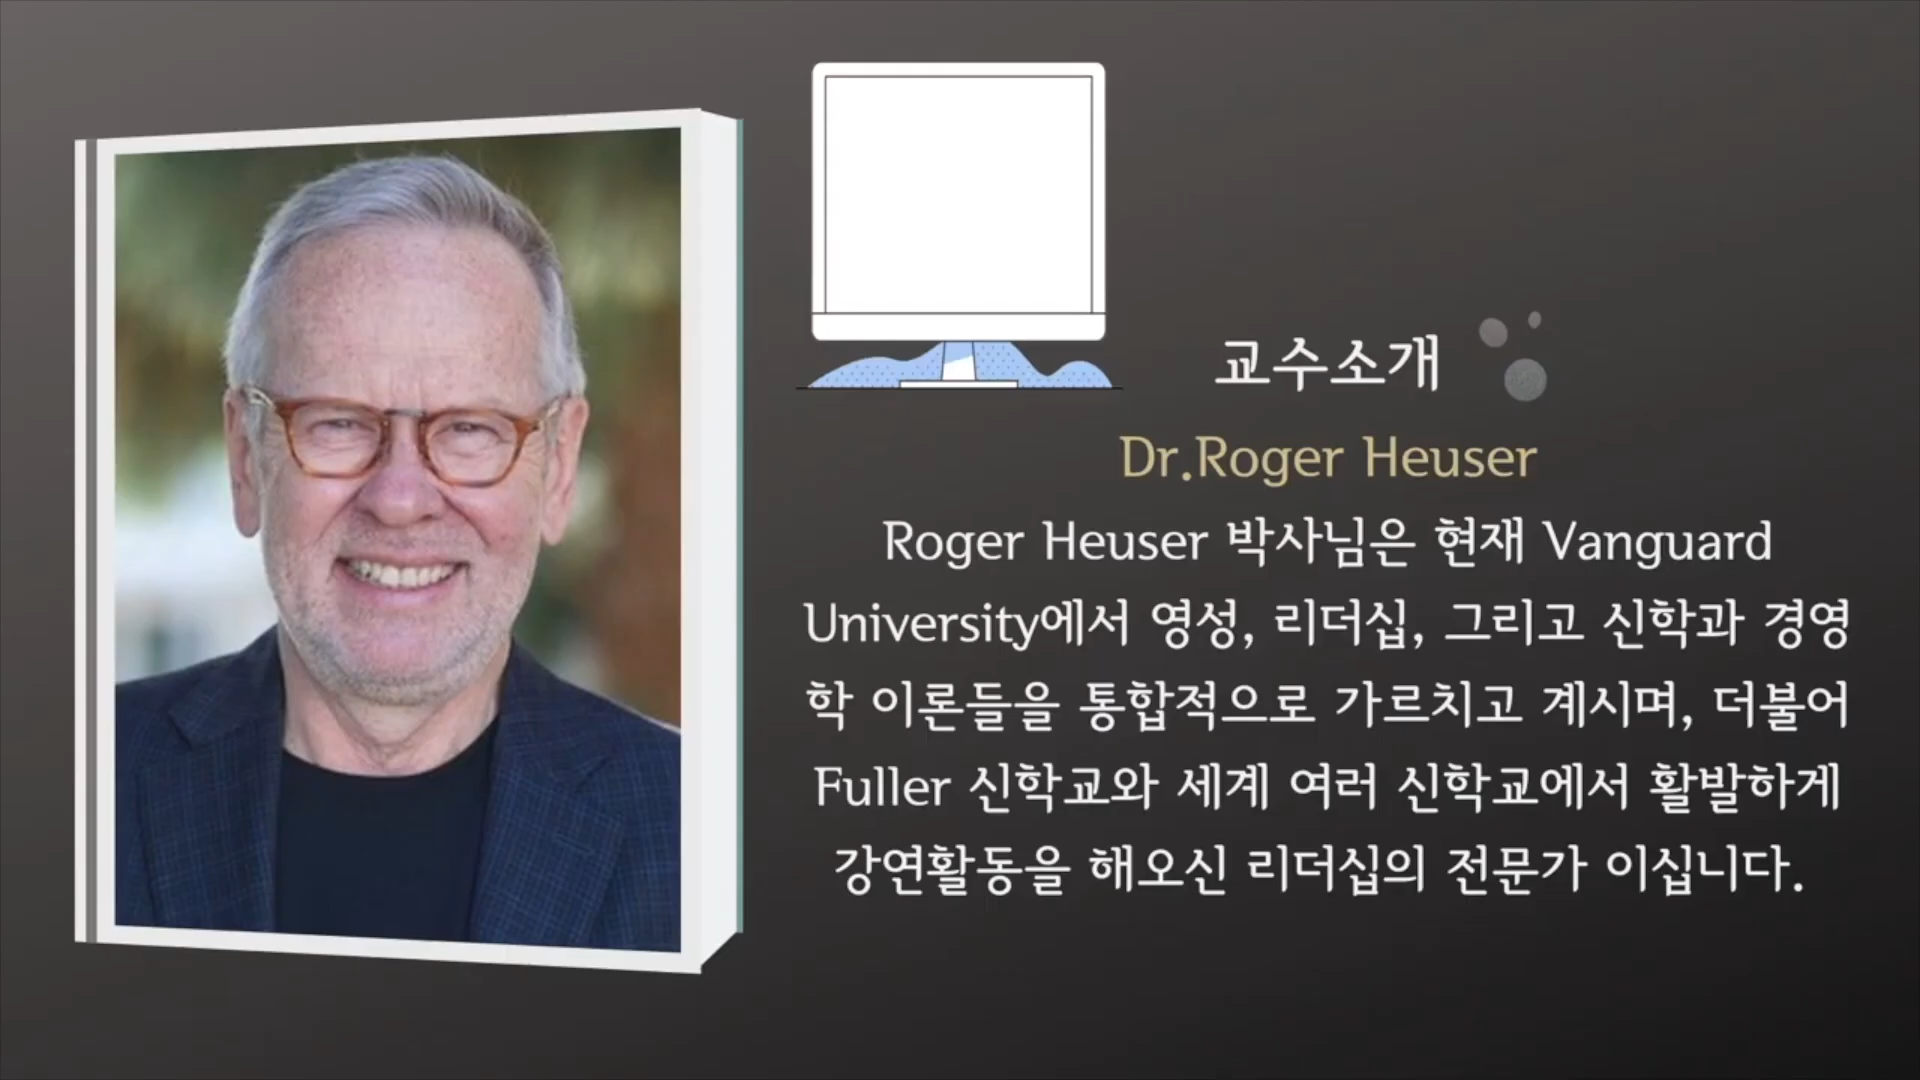 교수소개
Dr.Roger Heuser
Roger Heuser 박사님은 현재 Vanguard
University에서 영성, 리더십, 그리고 신학과 경영
학 이론들을 통합적으로 가르치고 계시며, 더불어
Fuller 신학교와 세계 여러 신학교에서 활발하게
강연활동을 해오신 리더십의 전문가 이십니다.